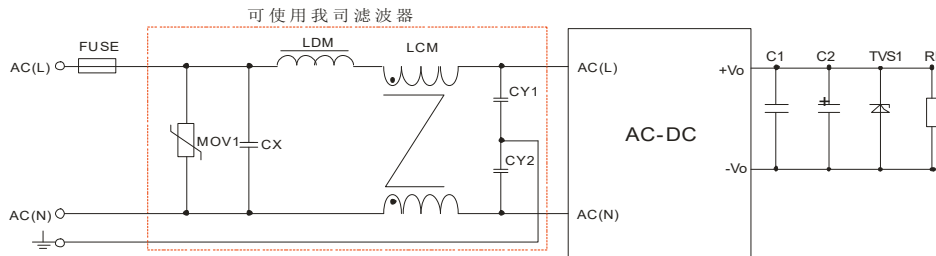 可使用我司滤波器
FUSE
LDM
LCM
AC(L)
AC(L)
MOV1
CX
CY1
CY2
AC(N)
AC(N)
AC-DC
+Vo
-Vo
C1
C2
+
TVS1